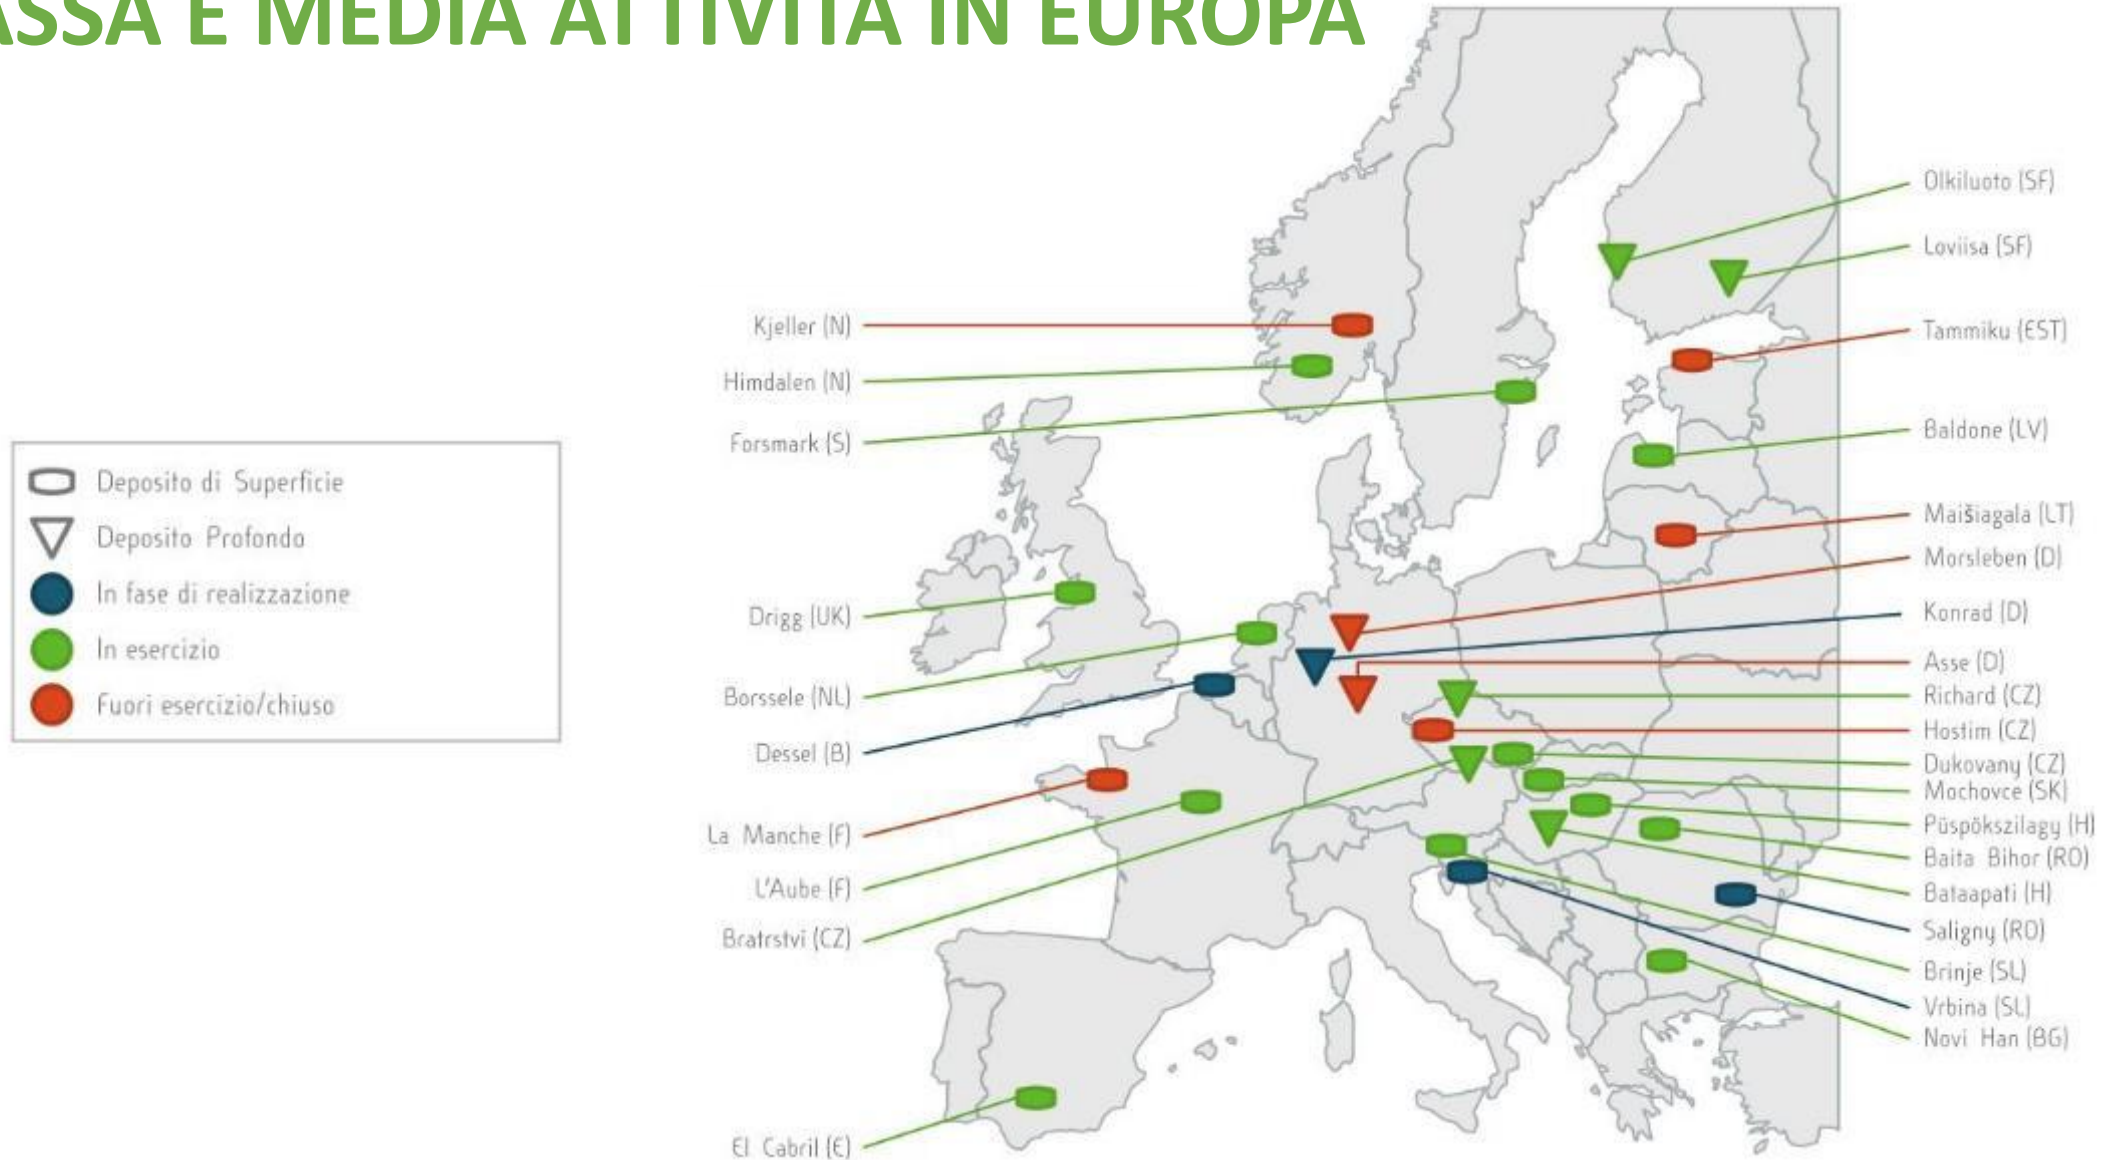 ASSA E MEDIA ATTIVITÀ IN EUROPA
Deposito di Superficie
Deposito Profondo
In fase di realizzazione
In esercizio
Fuori esercizio/chiuso
Kjeller (N)
Himdalen (N)
Forsmark (S)
Drigg (UK)
Borssele (NL)
Dessel (B)
La Manche (F)
L'Aube (F)
Bratrstvi (CZ)
El Cabril (E)
Olkiluoto (SF)
Loviisa (SF)
Tammiku (EST)
Baldone (LV)
Maišiagala (LT)
Morsleben (D)
Konrad (D)
Asse (D)
Richard (CZ)
Hostim (CZ)
Dukovany (CZ)
Mochovce (SK)
Püspökszilagy (H)
Baita Bihor (RO)
Bataapati (H)
Saligny (RO)
Brinje (SL)
Vrbina (SL)
Novi Han (BG)